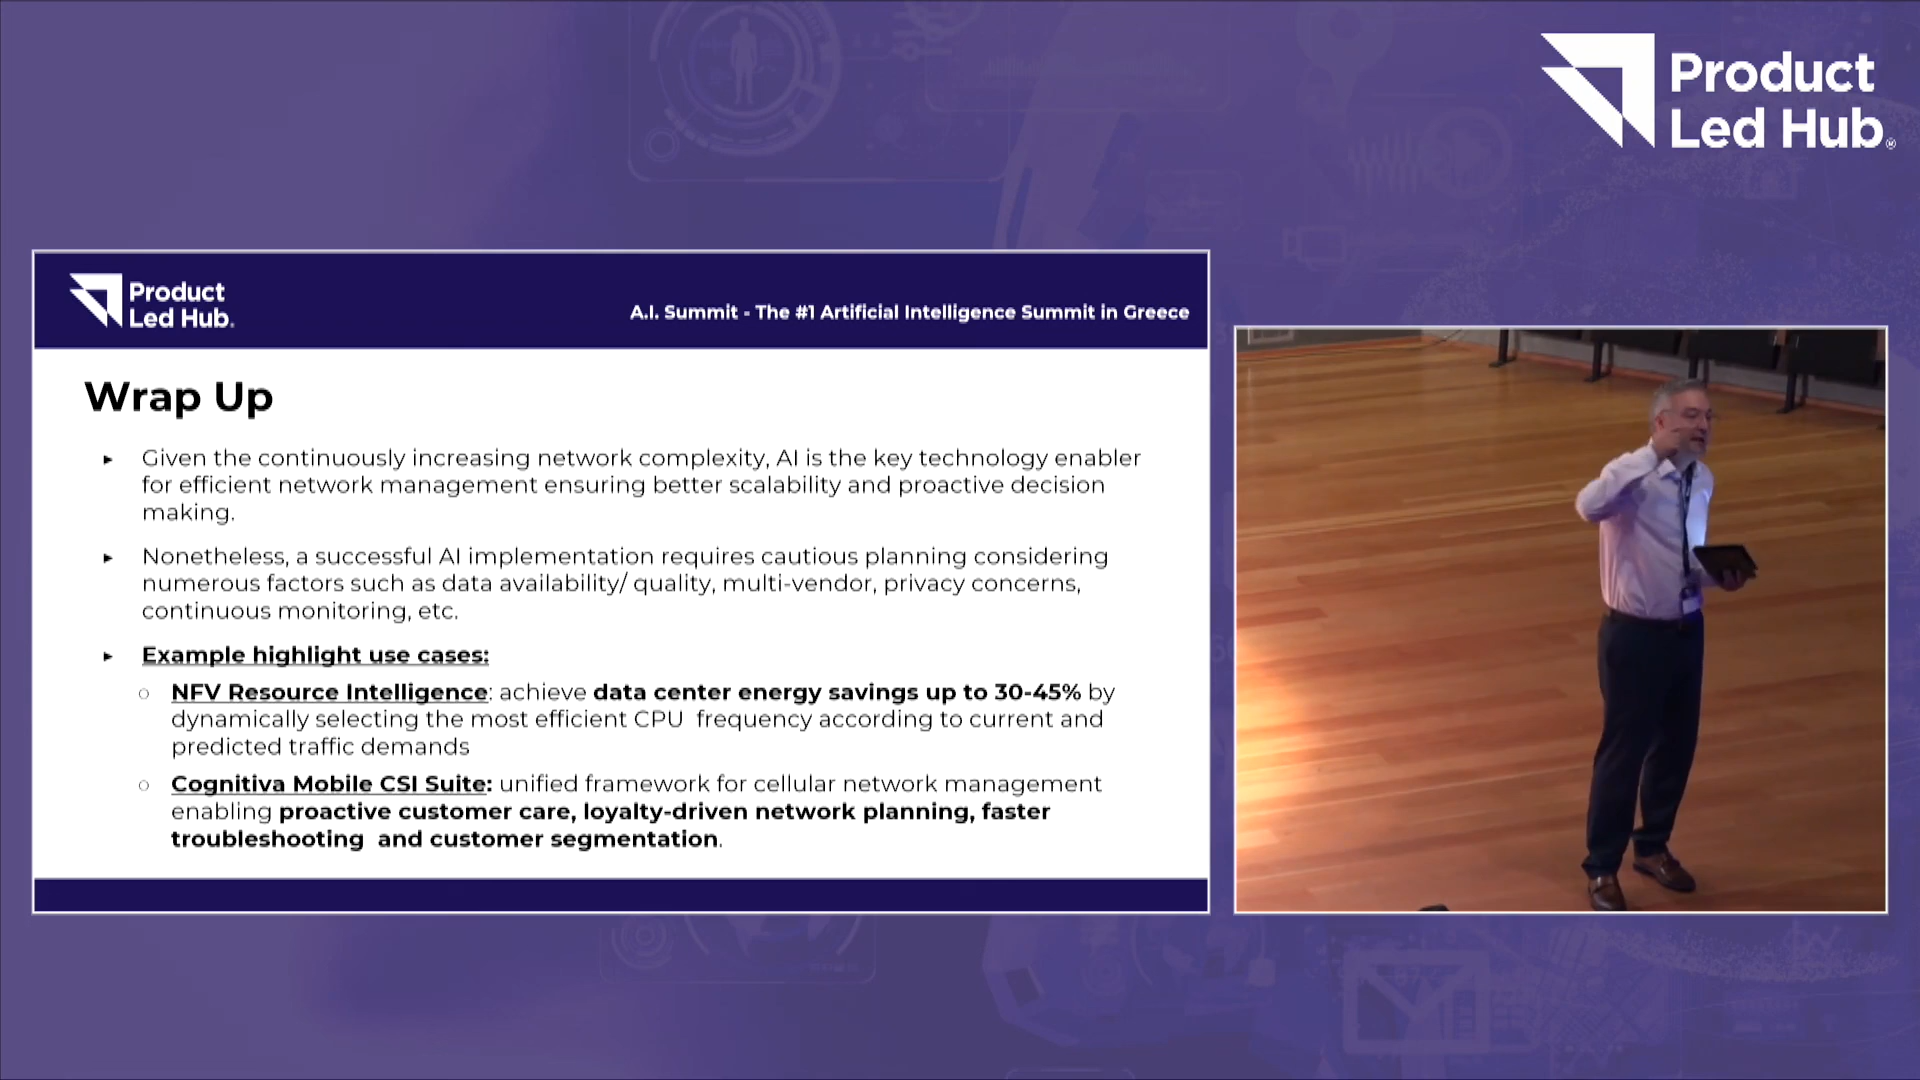 Product
Led Hub®
Product
Led Hub.
A.I. Summit - The #1 Artificial Intelligence Summit in Greece
Wrap Up
► Given the continuously increasing network complexity, AI is the key technology enabler
for efficient network management ensuring better scalability and proactive decision
making.
► Nonetheless, a successful AI implementation requires cautious planning considering
numerous factors such as data availability/ quality, multi-vendor, privacy concerns,
continuous monitoring, etc.
► Example highlight use cases:
○ NFV Resource Intelligence: achieve data center energy savings up to 30-45% by
dynamically selecting the most efficient CPU  frequency according to current and
predicted traffic demands
○ Cognitiva Mobile CSI Suite: unified framework for cellular network management
enabling proactive customer care, loyalty-driven network planning, faster
troubleshooting  and customer segmentation.